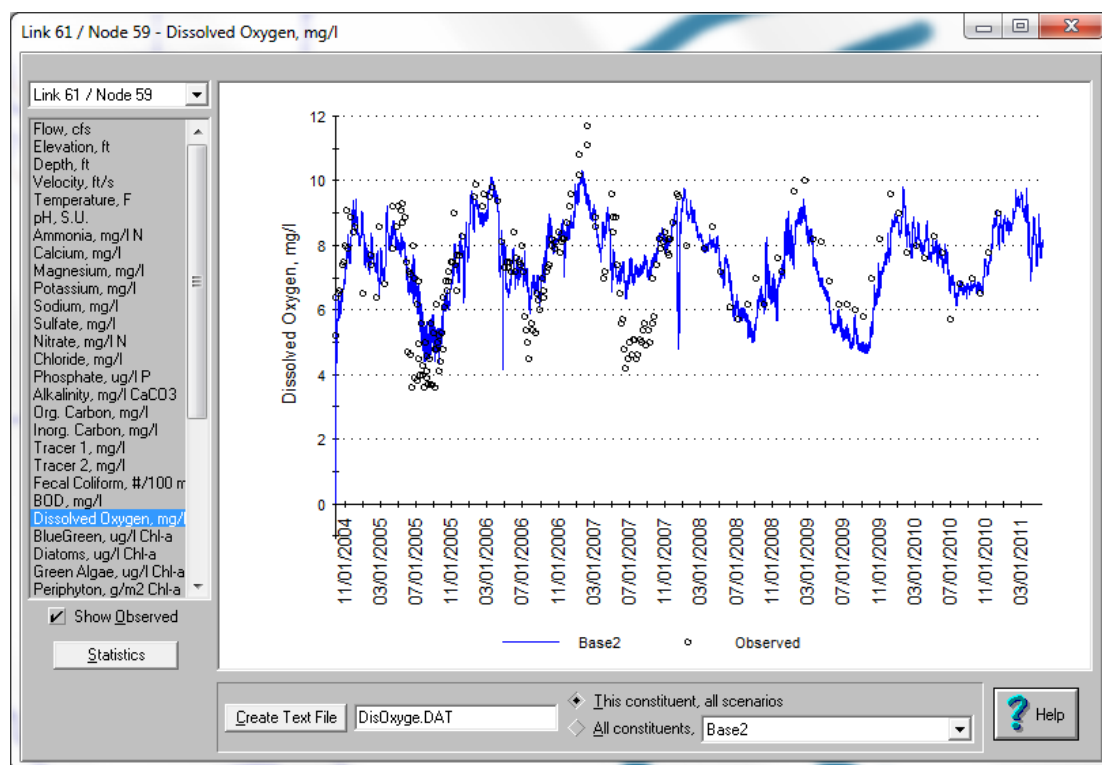 Link 61 / Node 59 - Dissolved Oxygen, mg/l
Link 61 / Node 59
Flow, cfs
Elevation, ft
Depth, ft
Velocity, ft/s
Temperature, F
pH, S.U.
Ammonia, mg/l N
Calcium, mg/l
Magnesium, mg/l
Potassium, mg/l
Sodium, mg/l
Sulfate, mg/l
Nitrate, mg/l N
Chloride, mg/l
Phosphate, ug/l P
Alkalinity, mg/l CaCO3
Org. Carbon, mg/l
Inorg. Carbon, mg/l
Tracer 1, mg/l
Tracer 2, mg/l
Fecal Coliform, #/100 m
BOD, mg/l
Dissolved Oxygen, mg/l
BlueGreen, ug/l Chl-a
Diatoms, ug/l Chl-a
Green Algae, ug/l Chl-a
Periphyton, g/m2 Chl-a
Show Observed
Statistics
Dissolved Oxygen, mg/l
12
10
8
6
4
2
0
11/01/2004
03/01/2005
07/01/2005
11/01/2005
03/01/2006
07/01/2006
11/01/2006
03/01/2007
07/01/2007
11/01/2007
03/01/2008
07/01/2008
11/01/2008
03/01/2009
07/01/2009
11/01/2009
03/01/2010
07/01/2010
11/01/2010
03/01/2011
Base2
Observed
Create Text File
DisOxyge.DAT
This constituent, all scenarios
All constituents,
Base2
? Help